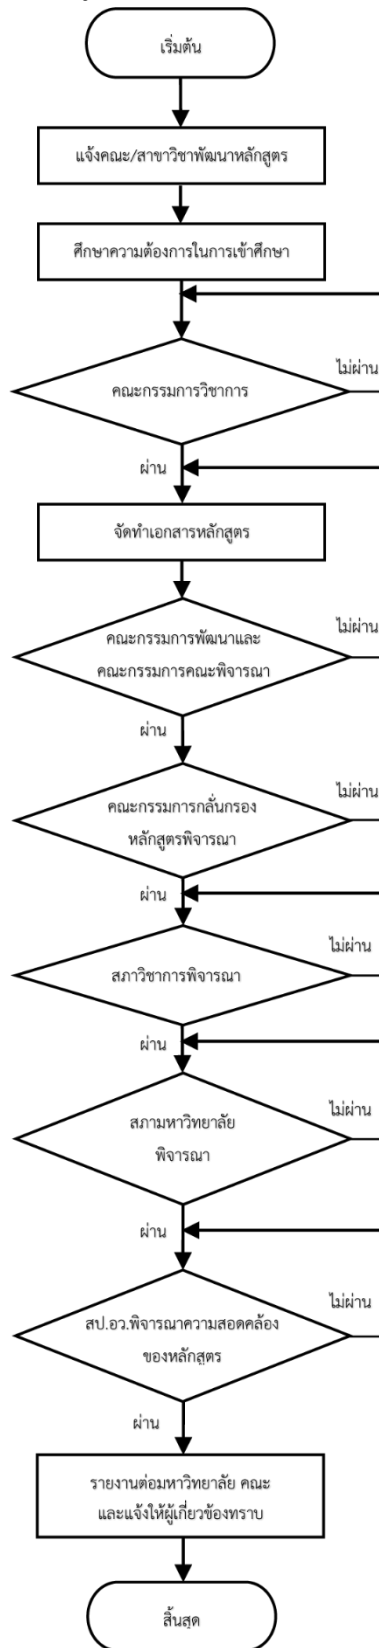 เริ่มต้น
แจ้งคณะ/สาขาวิชาพัฒนาหลักสูตร
ศึกษาความต้องการในการเข้าศึกษา
คณะกรรมการวิชาการ
ไม่ผ่าน
ผ่าน
จัดทำเอกสารหลักสูตร
คณะกรรมการพัฒนาและ
คณะกรรมการคณะพิจารณา
ไม่ผ่าน
ผ่าน
คณะกรรมการกลั่นกรอง
หลักสูตรพิจารณา
ไม่ผ่าน
ผ่าน
สภาวิชาการพิจารณา
ไม่ผ่าน
ผ่าน
สภามหาวิทยาลัย
พิจารณา
ไม่ผ่าน
ผ่าน
สป.อว.พิจารณาความสอดคล้อง
ของหลักสูตร
ไม่ผ่าน
ผ่าน
รายงานต่อมหาวิทยาลัย คณะ
และแจ้งให้ผู้เกี่ยวข้องทราบ
สิ้นสุด